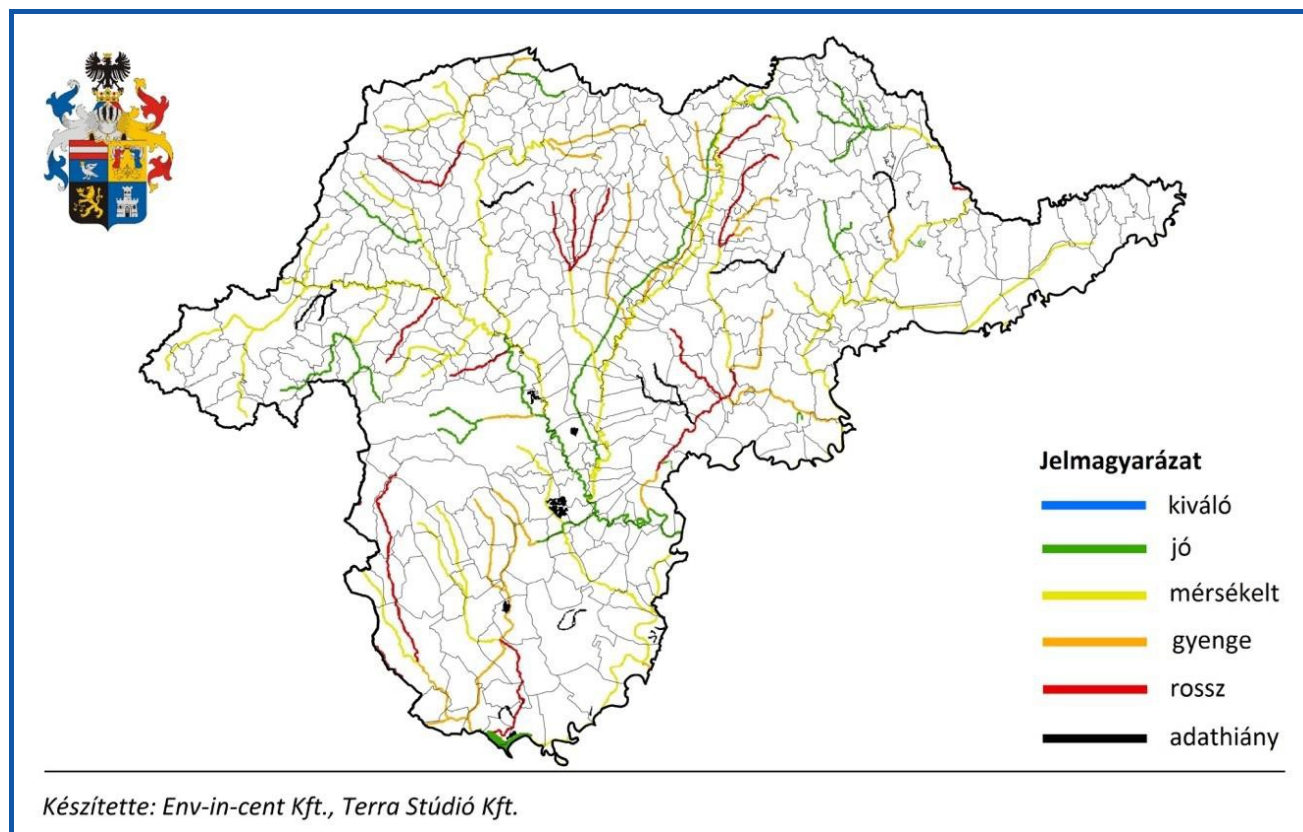 Jelmagyarázat
kiváló
jó
mérsékelt
gyenge
rossz
adathiány
Készítette: Env-in-cent Kft., Terra Stúdió Kft.